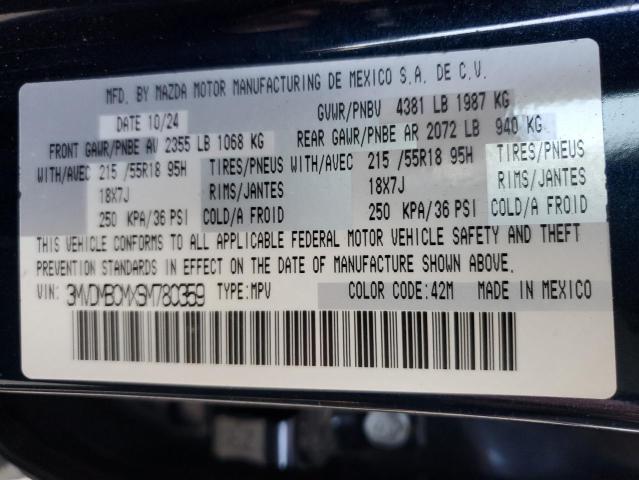 MFD. BY MAZDA MOTOR MANUFACTURING DE MEXICO S.A. DE C.V.
DATE 10/24 GVWR/PNBV 4381 LB 1987 KG
FRONT GAWR/PNBE AV 2355 LB 1068 KG REAR GAWR/PNBE AR 2072 LB 940 KG
WITH/AVEC 215 /55R18 95H TIRES/PNEUS WITH/AVEC 215 /55R18 95H TIRES/PNEUS
18X7J RIMS/JANTES 18X7J RIMS/JANTES
250 KPA/36 PSI COLD/A FROID 250 KPA/36 PSI COLD/A FROID
THIS VEHICLE CONFORMS TO ALL APPLICABLE FEDERAL MOTOR VEHICLE SAFETY AND THEFT
PREVENTION STANDARDS IN EFFECT ON THE DATE OF MANUFACTURE SHOWN ABOVE.
VIN: 3MVDMBCMXSM780359 TYPE:MPV COLOR CODE:42M MADE IN MEXICO